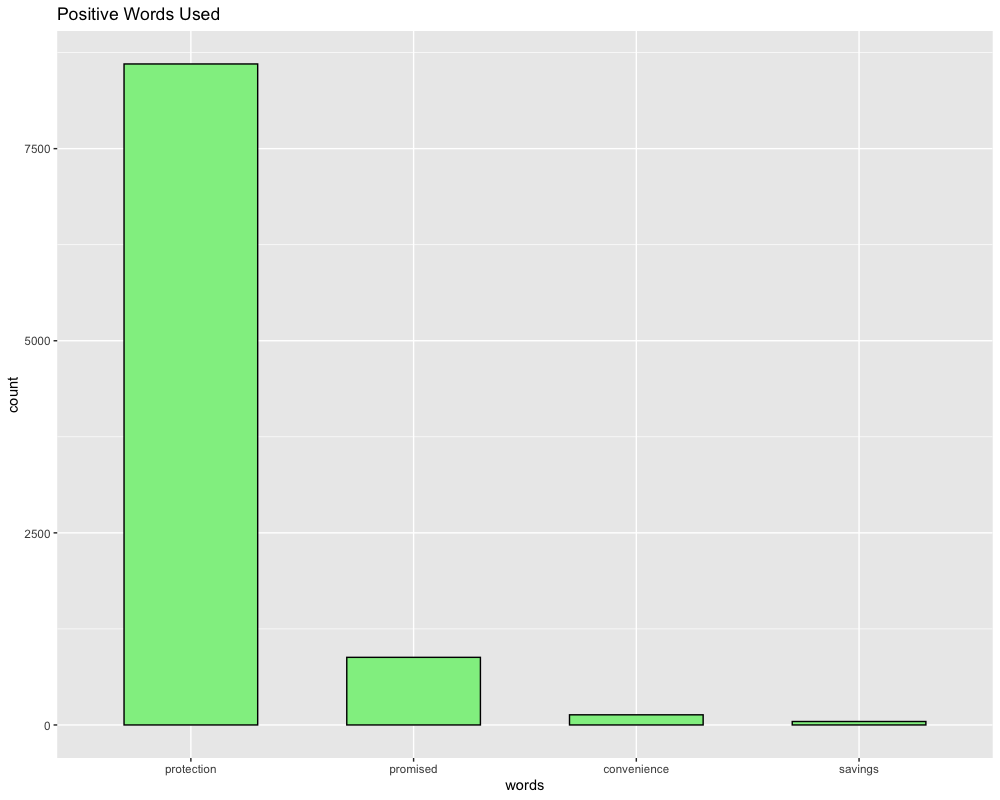 Positive Words Used
count
7500
5000
2500
0
protection promised convenience savings
words